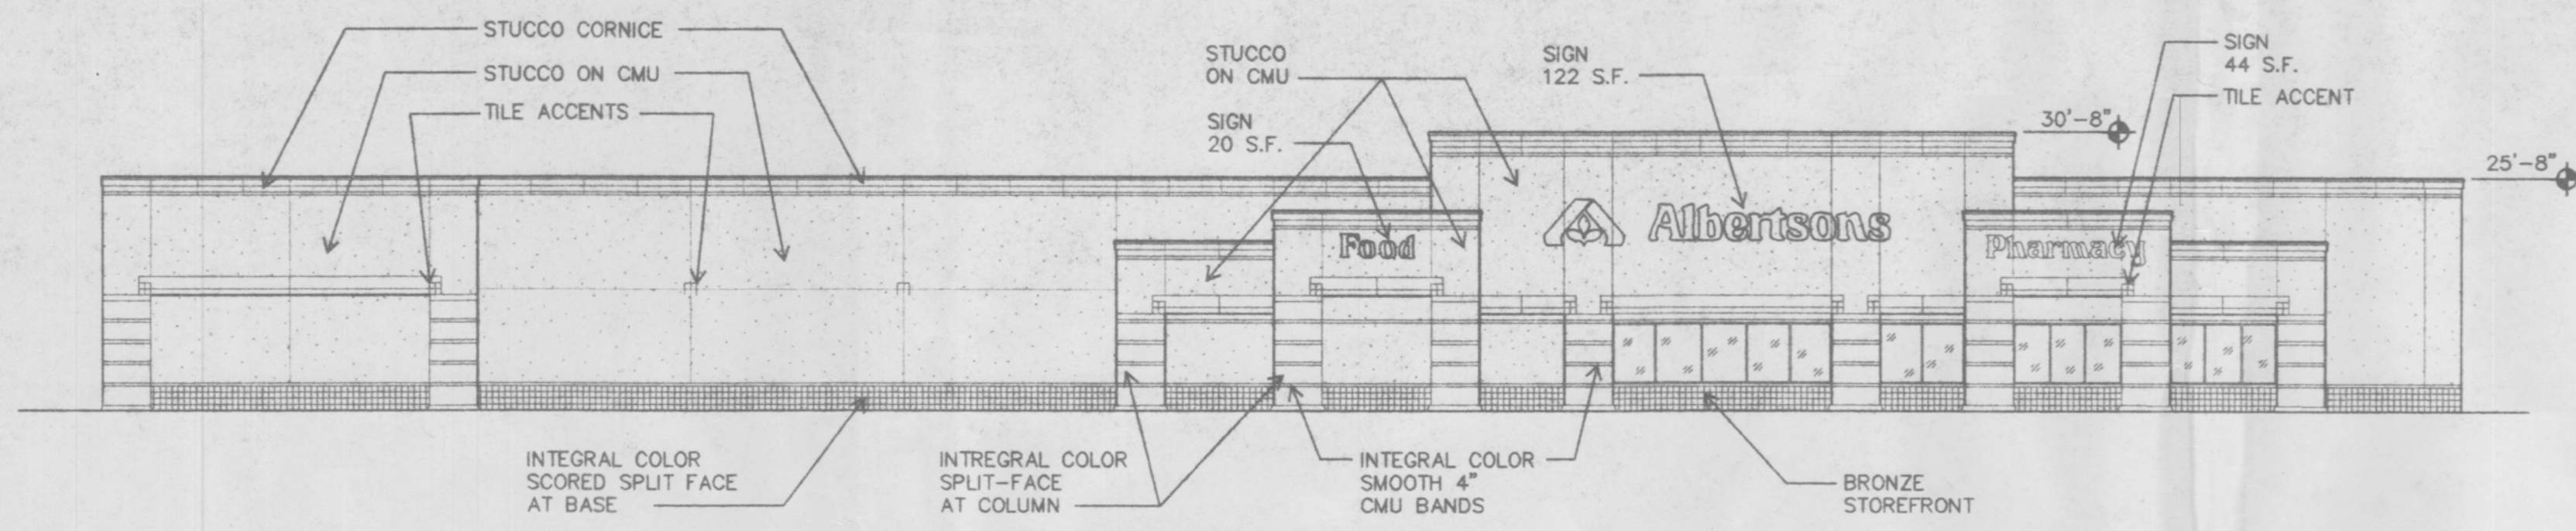 STUCCO CORNICE
STUCCO ON CMU
TILE ACCENTS
STUCCO
ON CMU
SIGN
20 S.F.
SIGN
122 S.F.
SIGN
44 S.F.
TILE ACCENT
30'-8"
25'-8"
Food
Albertsons
Pharmacy
INTEGRAL COLOR
SCORED SPLIT FACE
AT BASE
INTREGRAL COLOR
SPLIT-FACE
AT COLUMN
INTEGRAL COLOR
SMOOTH 4"
CMU BANDS
BRONZE
STOREFRONT